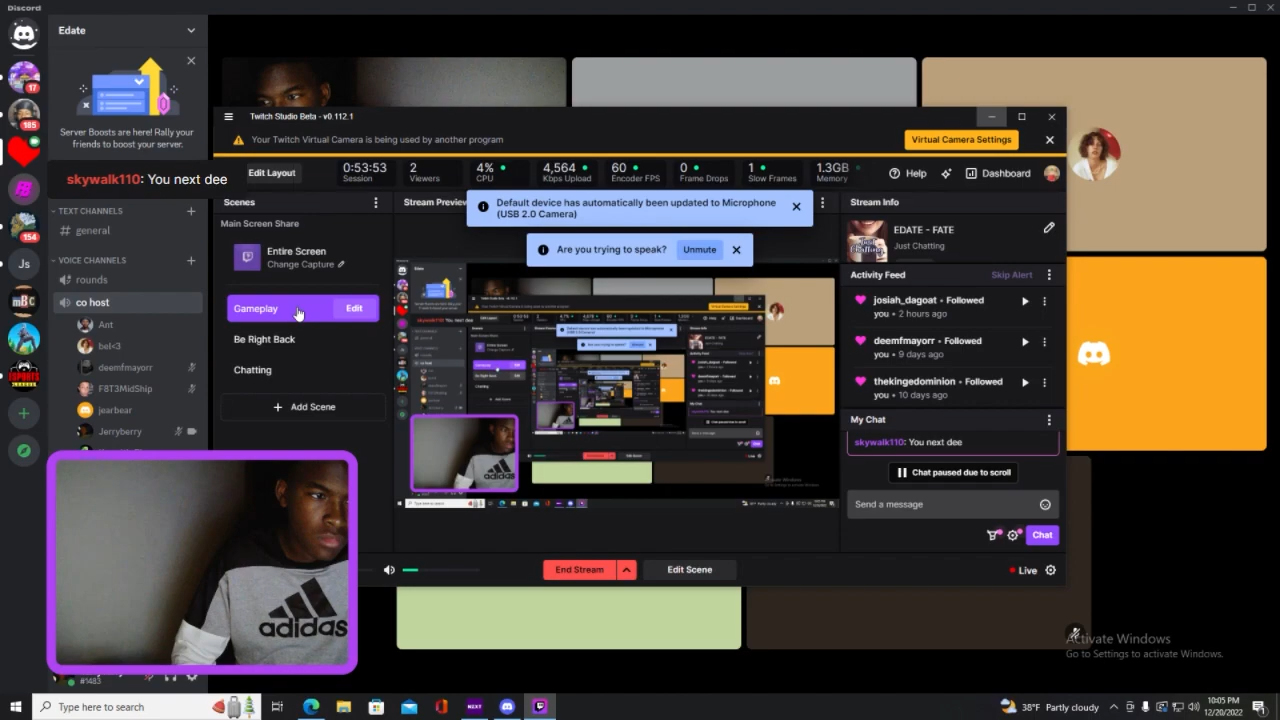 Discord
Edate
Server Boosts are here! Rally your
friends to boost your server.
17
185
154
skywalk110: You next dee
TEXT CHANNELS
general
VOICE CHANNELS
rounds
co host
Ant
bel<3
deemfmayorr
F8T3MidShip
jearbear
Jerryberry
#1483
Js
mBC
Twitch Studio Beta - v0.112.1
Your Twitch Virtual Camera is being used by another program
Virtual Camera Settings
Edit Layout
0:53:53
Session
2
Viewers
4%
CPU
4,564
Kbps Upload
60
Encoder FPS
0
Frame Drops
1
Slow Frames
1.3GB
Memory
Help
Dashboard
Scenes
Main Screen Share
Entire Screen
Change Capture
Gameplay
Edit
Be Right Back
Chatting
Add Scene
Stream Preview
Default device has automatically been updated to Microphone
(USB 2.0 Camera)
Are you trying to speak?
Unmute
Stream Info
EDATE - FATE
Just Chatting
Activity Feed
Skip Alert
josiah_dagoat • Followed
you • 2 hours ago
deemfmayorr • Followed
you • 9 days ago
thekingedominion • Followed
you • 10 days ago
My Chat
skywalk110: You next dee
Chat paused due to scroll
Send a message
Chat
End Stream
Edit Scene
Live
adidas
Activate Windows
Go to Settings to activate Windows.
Type here to search
NEXT
38°F Partly cloudy
10:05 PM
12/20/2022
1